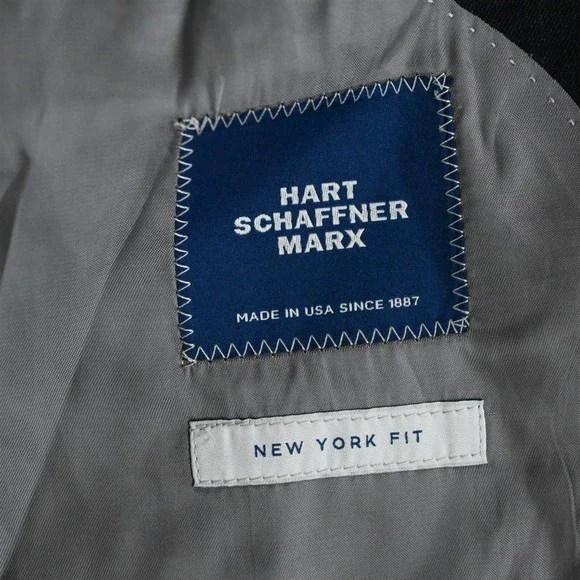 HART
SCHAFFNER
MARX
MADE IN USA SINCE 1887
NEW YORK FIT